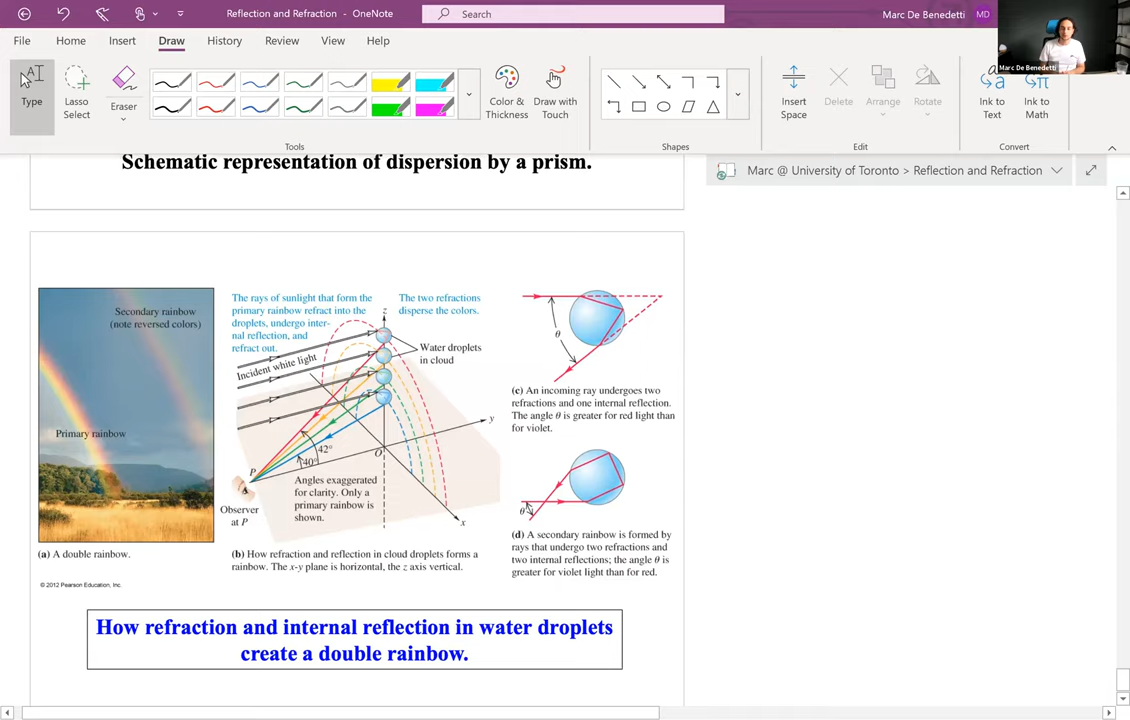 Reflection and Refraction - OneNote
Search
Marc De Benedetti
MD
File
Home
Insert
Draw
History
Review
View
Help
Marc De Benedetti
Type
Lasso
Select
Eraser
Color &
Thickness
Draw with
Touch
Insert
Space
Delete
Arrange
Rotate
Ink to
Text
Ink to
Math
Tools
Shapes
Edit
Convert
Schematic representation of dispersion by a prism.
Marc @ University of Toronto > Reflection and Refraction
Secondary rainbow
(note reversed colors)
Primary rainbow
(a) A double rainbow.
© 2012 Pearson Education, Inc.
The rays of sunlight that form the
primary rainbow refract into the
droplets, undergo inter-
nal reflection, and
refract out.
The two refractions
disperse the colors.
z
Water droplets
in cloud
Incident white light
y
42°
40°
O
P
Observer
at P
Angles exaggerated
for clarity. Only a
primary rainbow is
shown.
x
(b) How refraction and reflection in cloud droplets forms a
rainbow. The x-y plane is horizontal, the z axis vertical.
θ
(c) An incoming ray undergoes two
refractions and one internal reflection.
The angle θ is greater for red light than
for violet.
θ
(d) A secondary rainbow is formed by
rays that undergo two refractions and
two internal reflections; the angle θ is
greater for violet light than for red.
How refraction and internal reflection in water droplets
create a double rainbow.